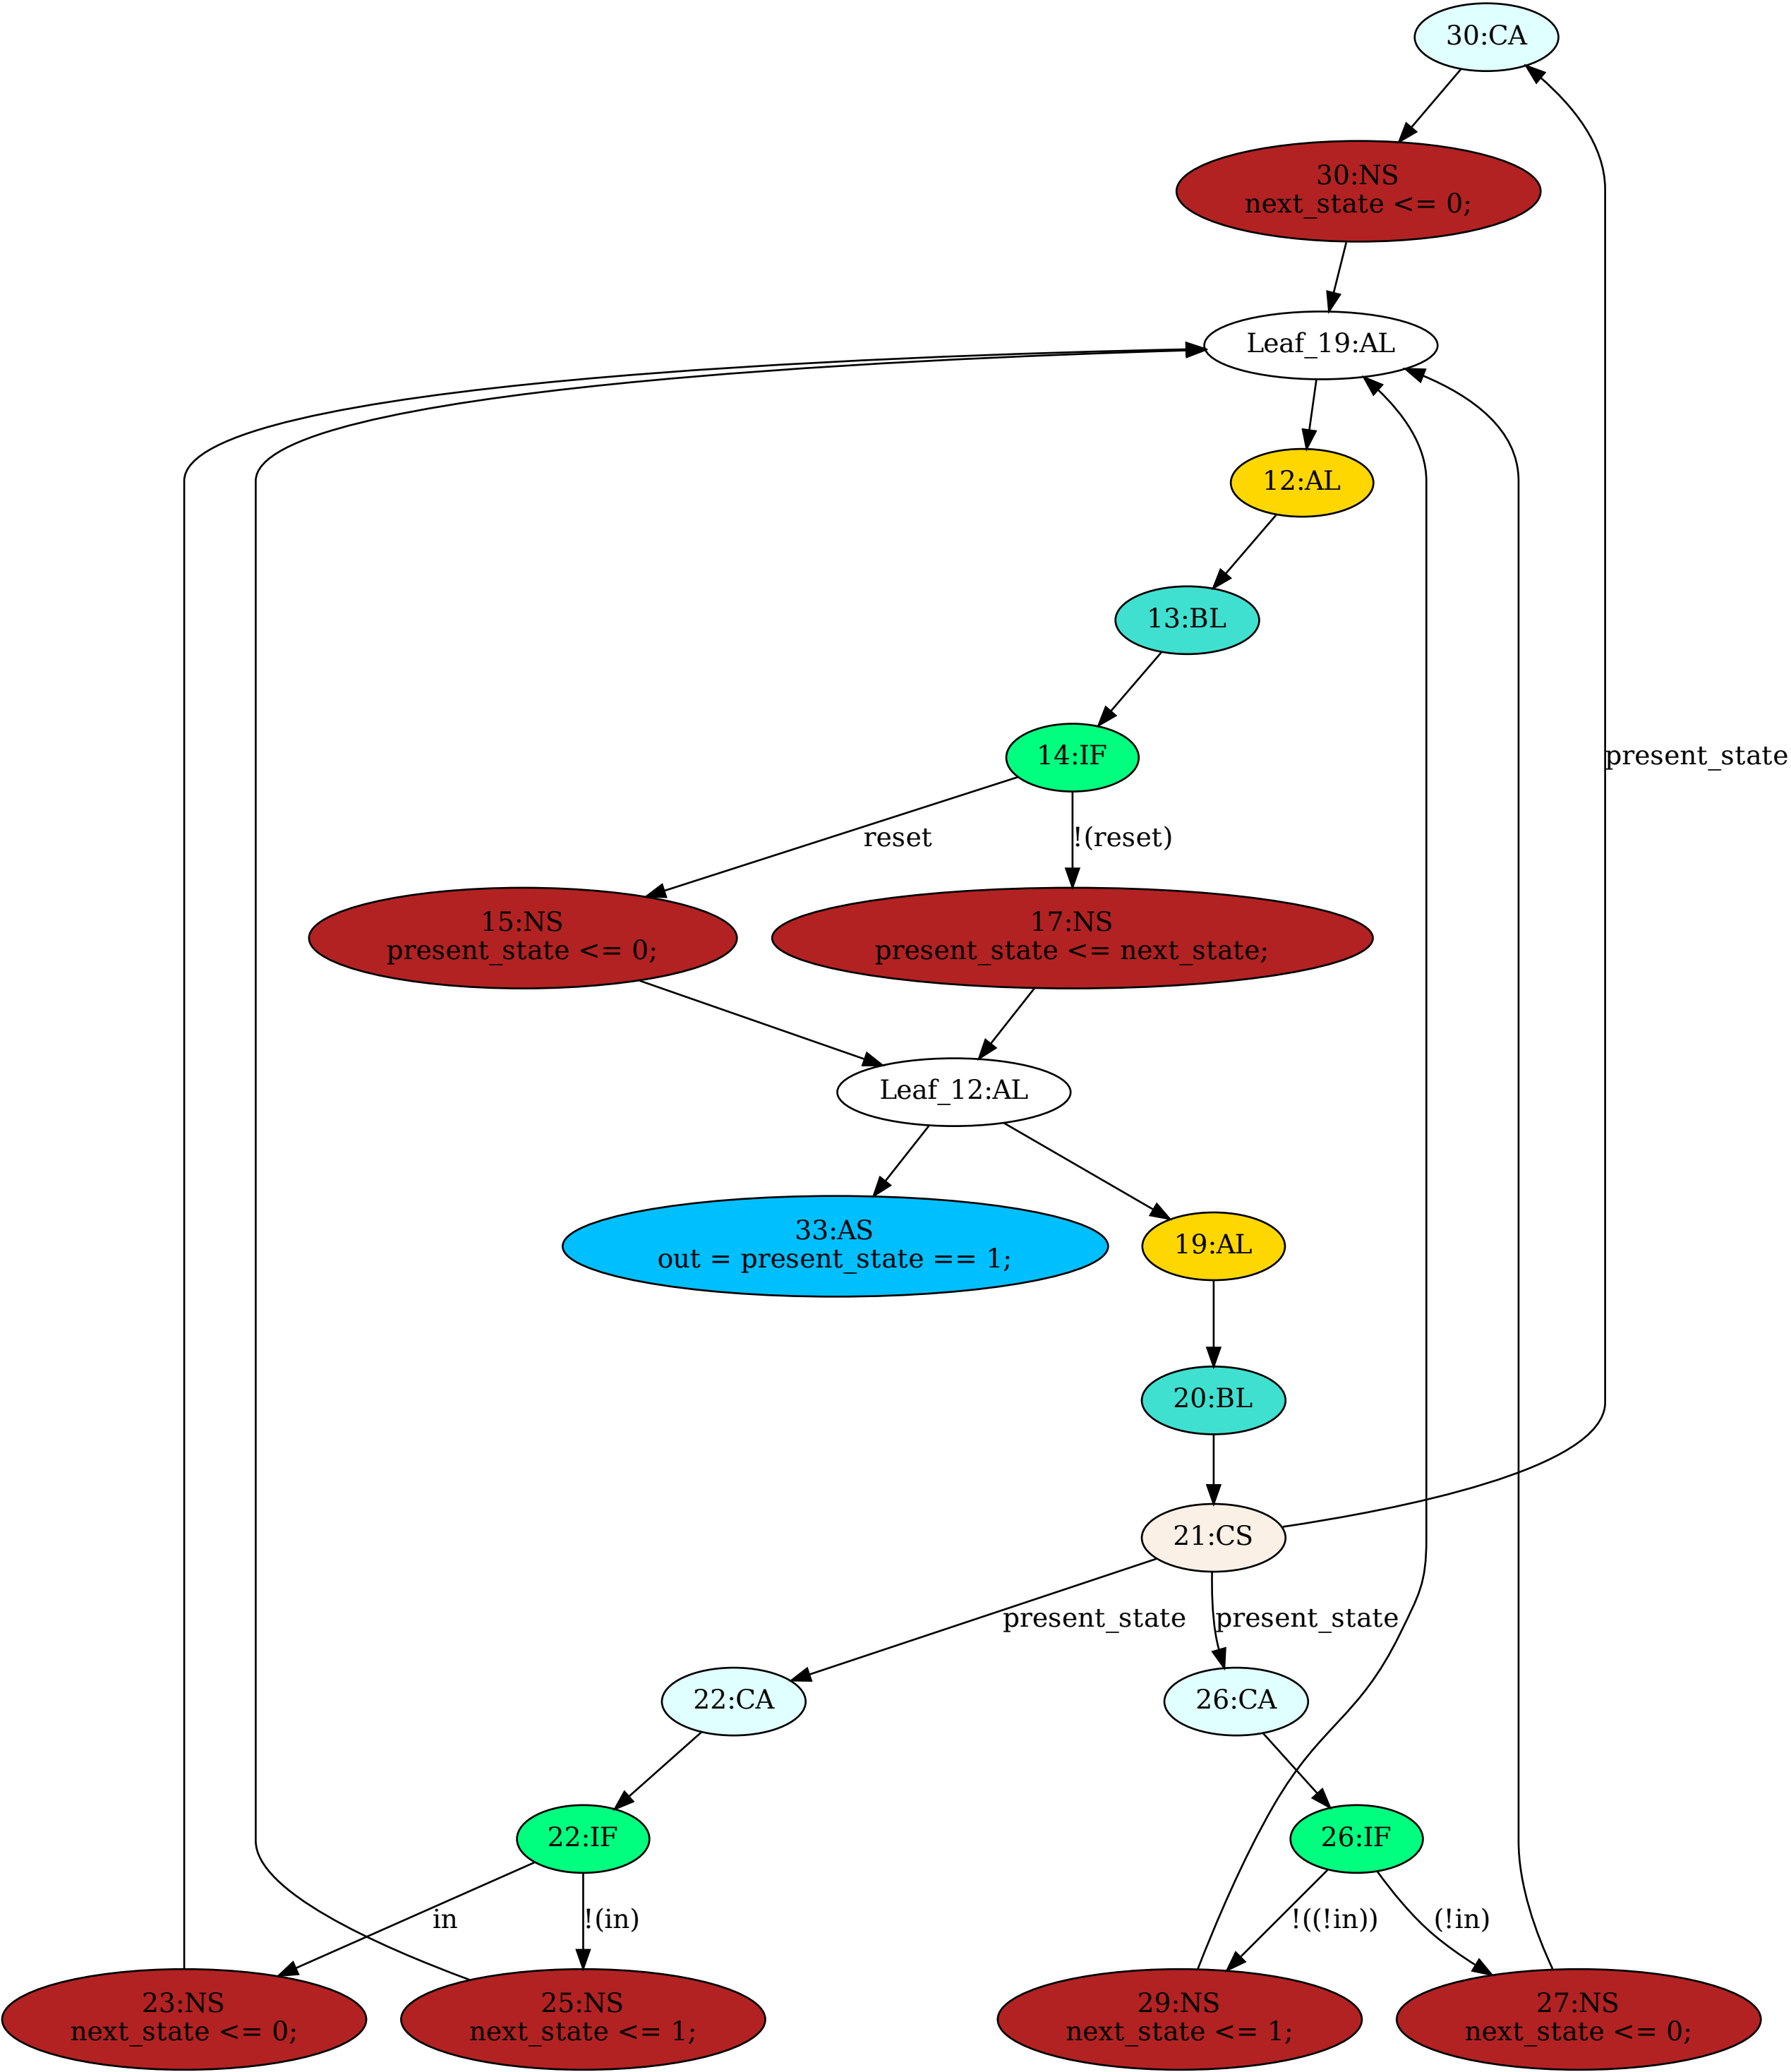 30:CA
30:NS
next_state <= 0;
Leaf_19:AL
12:AL
13:BL
14:IF
present_state
reset
!(reset)
15:NS
present_state <= 0;
17:NS
present_state <= next_state;
Leaf_12:AL
33:AS
out = present_state == 1;
19:AL
20:BL
21:CS
present_state
present_state
22:CA
26:CA
22:IF
26:IF
in
!(in)
!((!in))
(!in)
23:NS
next_state <= 0;
25:NS
next_state <= 1;
29:NS
next_state <= 1;
27:NS
next_state <= 0;